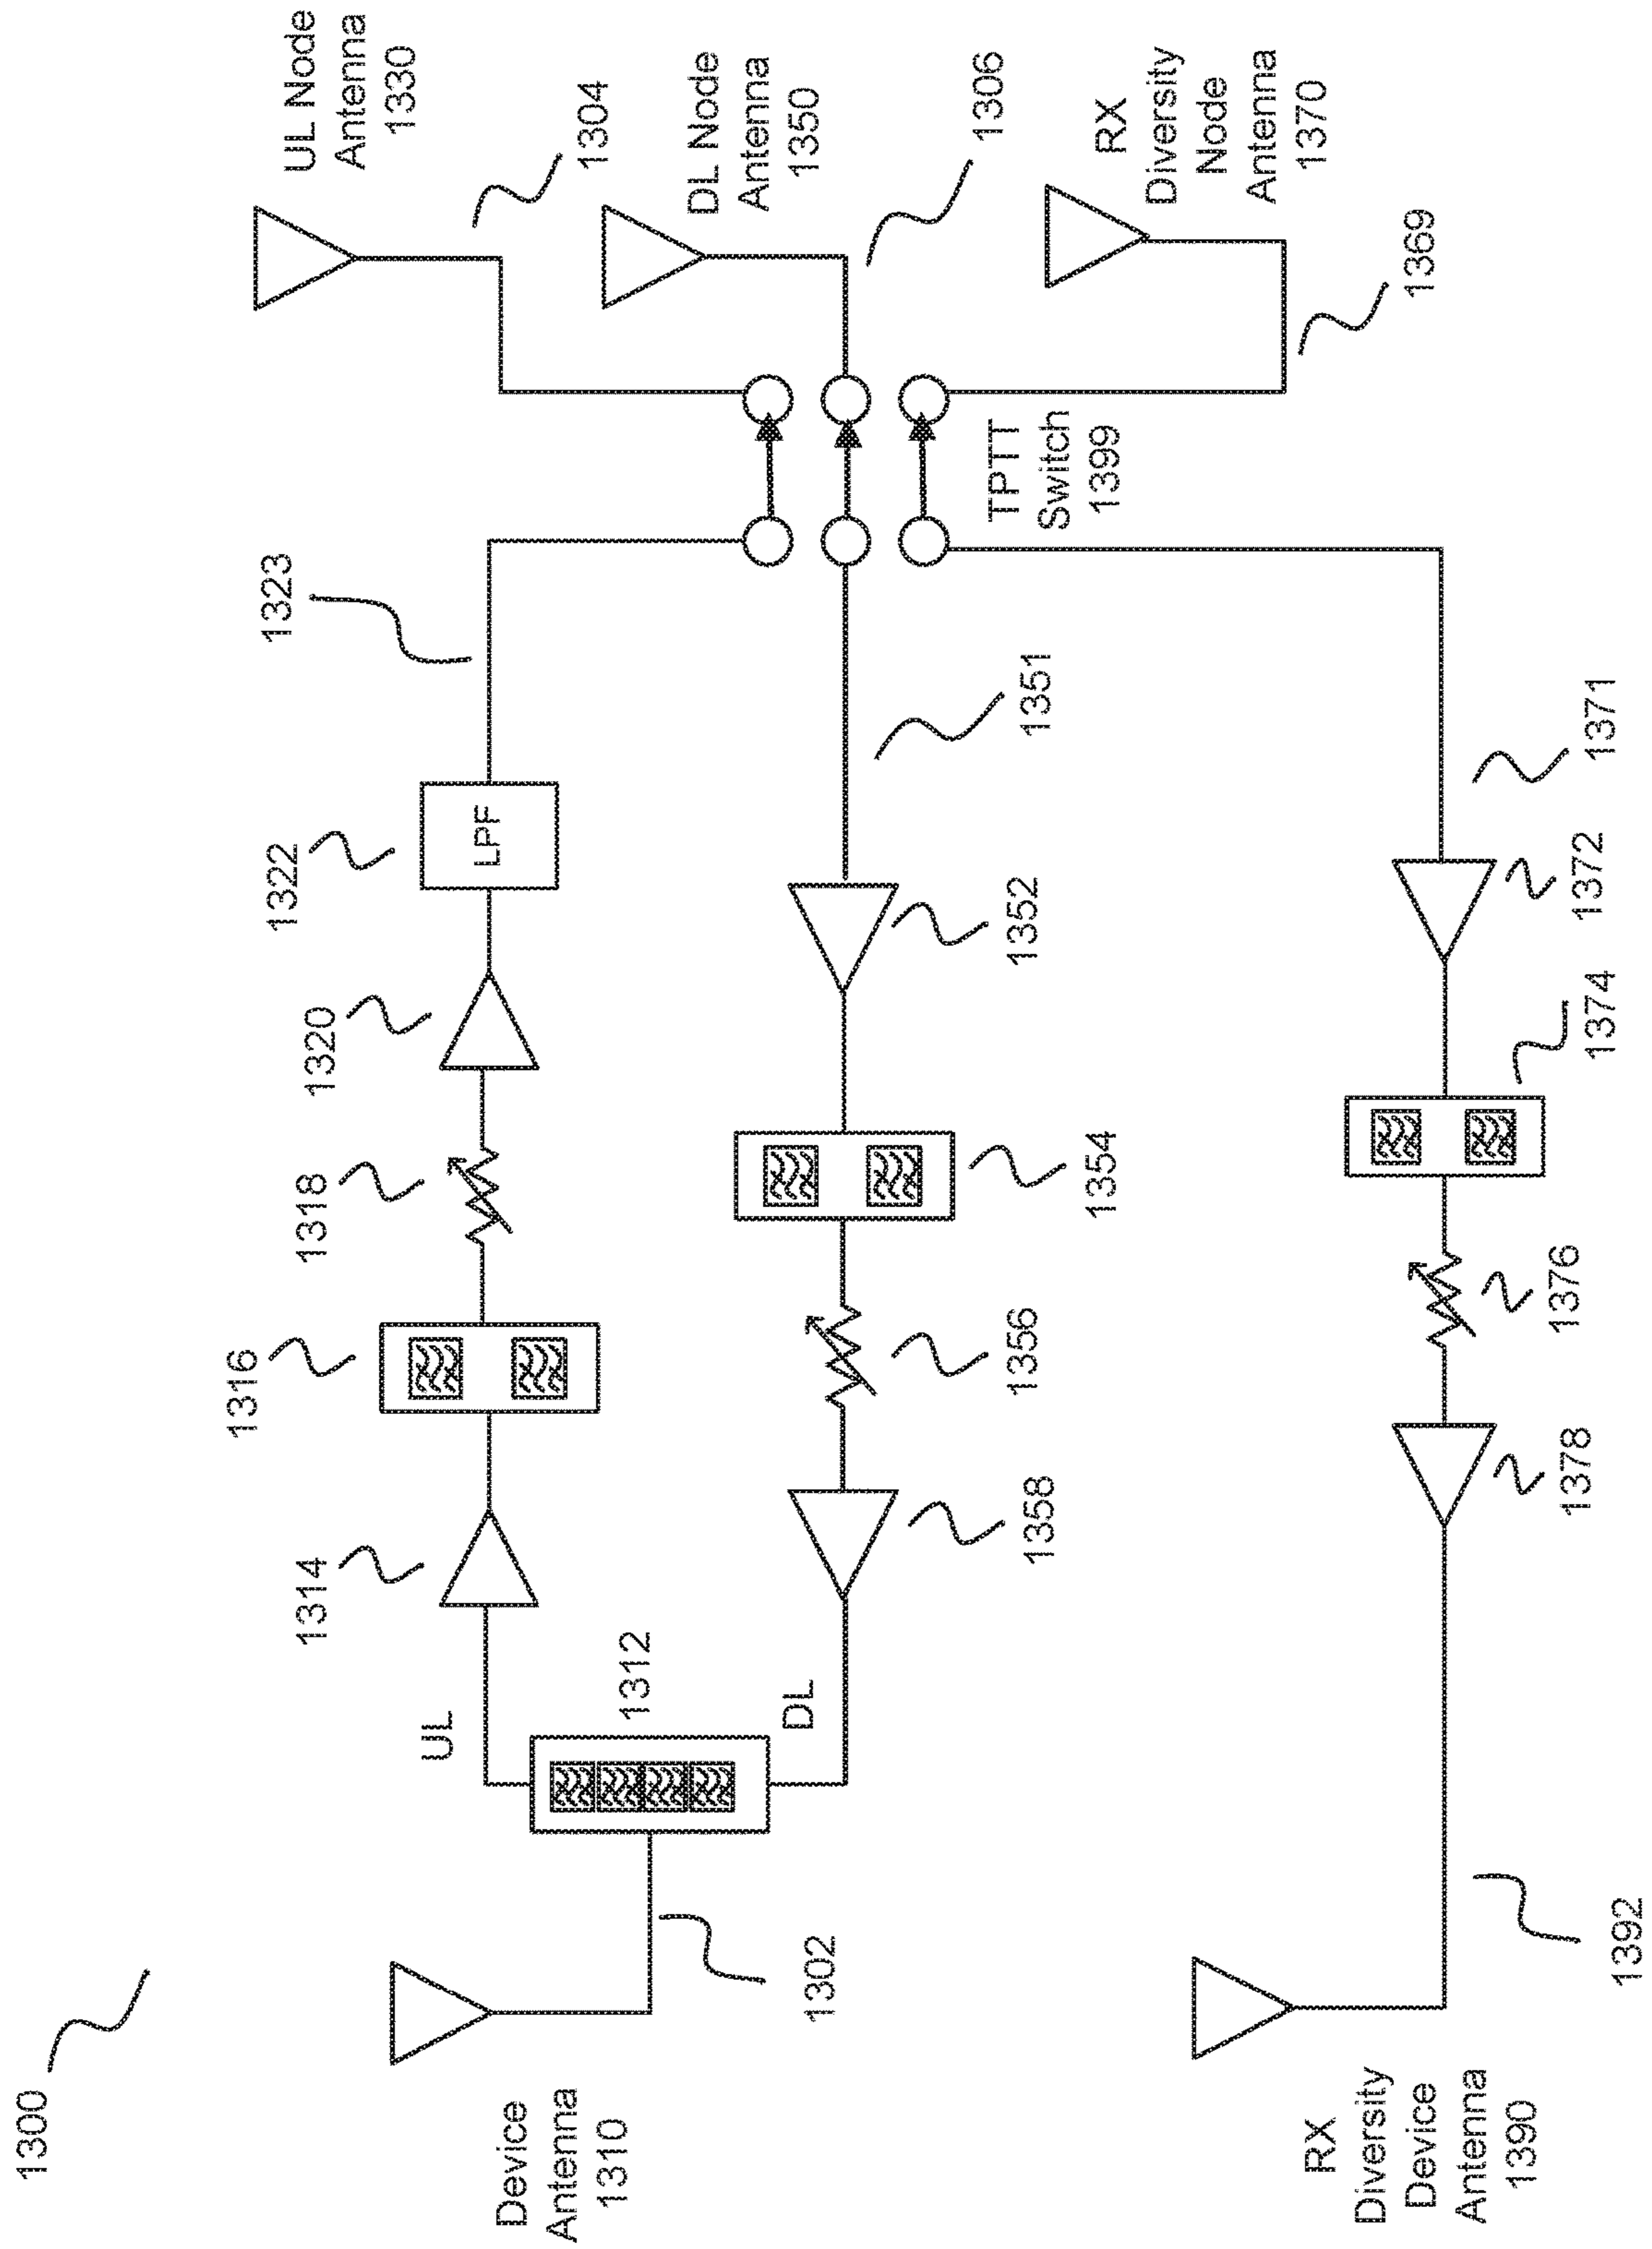 1300
UL Node
Antenna
1330
1304
DL Node
Antenna
1350
1306
RX
Diversity
Node
Antenna
1370
1369
TPTT
Switch
1399
1323
1322
LPF
1320
1318
1316
1314
UL
1312
DL
1351
1352
1354
1356
1358
1371
1372
1374
1376
1378
Device
Antenna
1310
1302
RX
Diversity
Device
Antenna
1390
1392